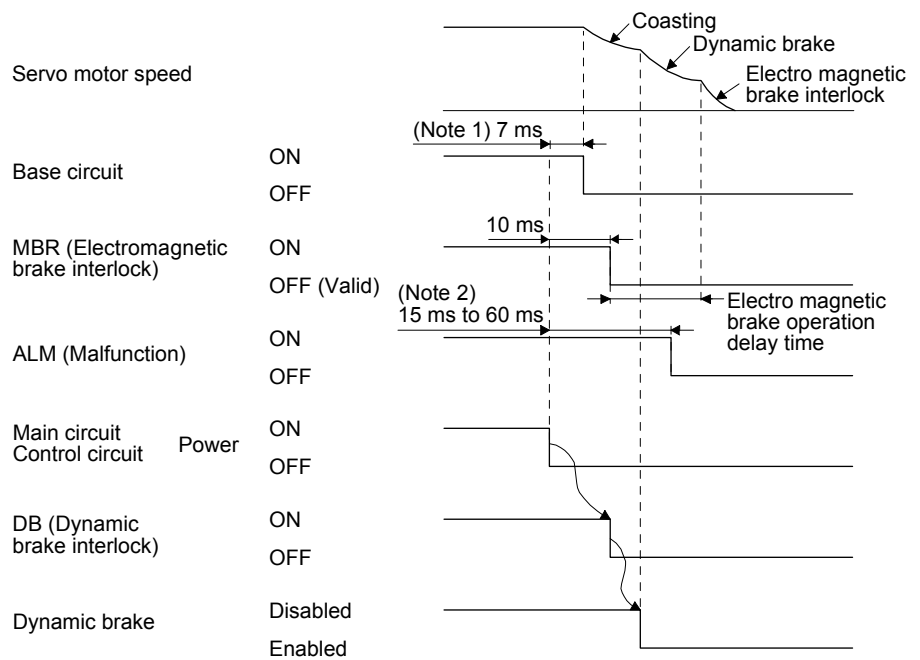 Coasting
Dynamic brake
Servo motor speed
Electro magnetic
brake interlock
(Note 1) 7 ms
Base circuit
ON
OFF
10 ms
MBR (Electromagnetic
brake interlock)
ON
OFF (Valid)
(Note 2)
15 ms to 60 ms
Electro magnetic
brake operation
delay time
ALM (Malfunction)
ON
OFF
Main circuit
Control circuit
Power
ON
OFF
DB (Dynamic
brake interlock)
ON
OFF
Dynamic brake
Disabled
Enabled